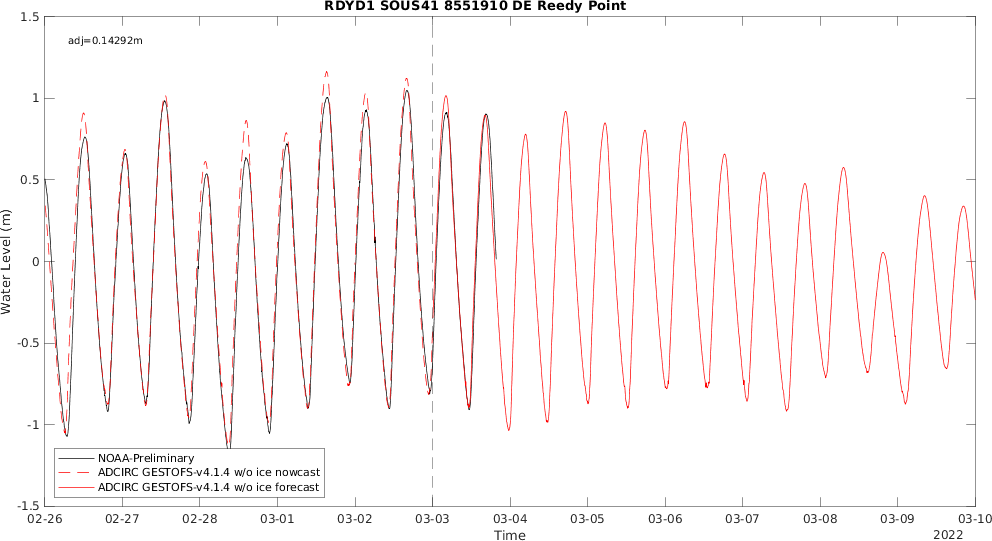 RDYD1 SOUS41 8551910 DE Reedy Point
adj=0.14292m
Water Level (m)
1.5
1
0.5
0
-0.5
-1
-1.5
NOAA-Preliminary
ADCIRC GESTOFS-v4.1.4 w/o ice nowcast
ADCIRC GESTOFS-v4.1.4 w/o ice forecast
02-26 02-27 02-28 03-01 03-02 03-03 03-04 03-05 03-06 03-07 03-08 03-09 03-10
Time
2022